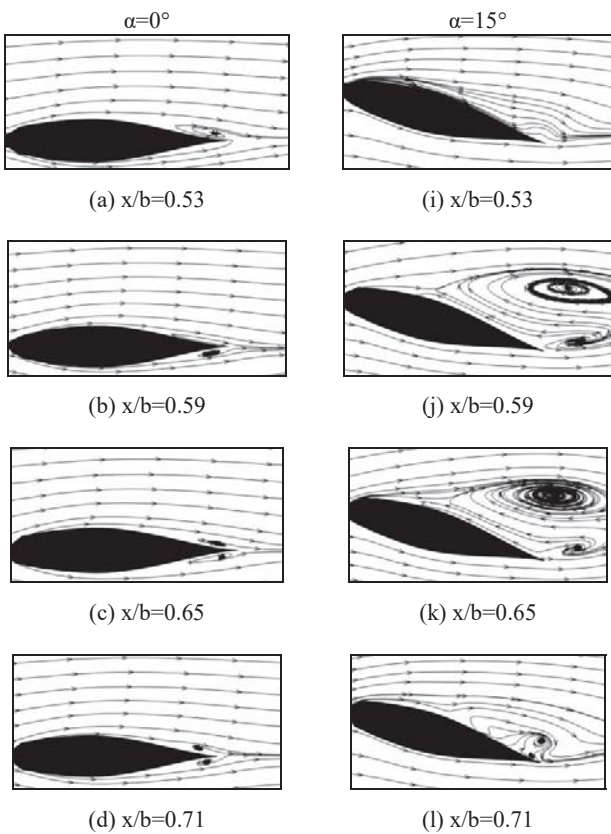 α=0°
α=15°
(a) x/b=0.53
(i) x/b=0.53
(b) x/b=0.59
(j) x/b=0.59
(c) x/b=0.65
(k) x/b=0.65
(d) x/b=0.71
(l) x/b=0.71